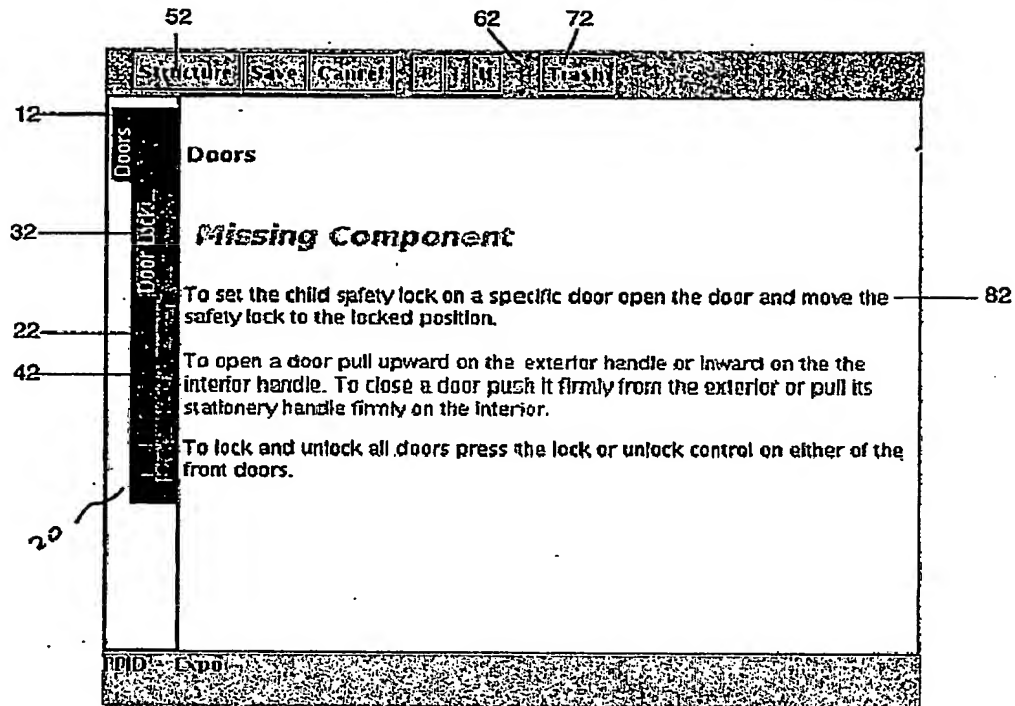 52 62 72
Structure Save Cancel B I U Trash
12
Doors
Doors
32
Door Locki...
Missing Component
To set the child safety lock on a specific door open the door and move the
82
safety lock to the locked position.
22
42
To open a door pull upward on the exterior handle or inward on the the
interior handle. To close a door push it firmly from the exterior or pull its
stationery handle firmly on the interior.
To lock and unlock all doors press the lock or unlock control on either of the
front doors.
20